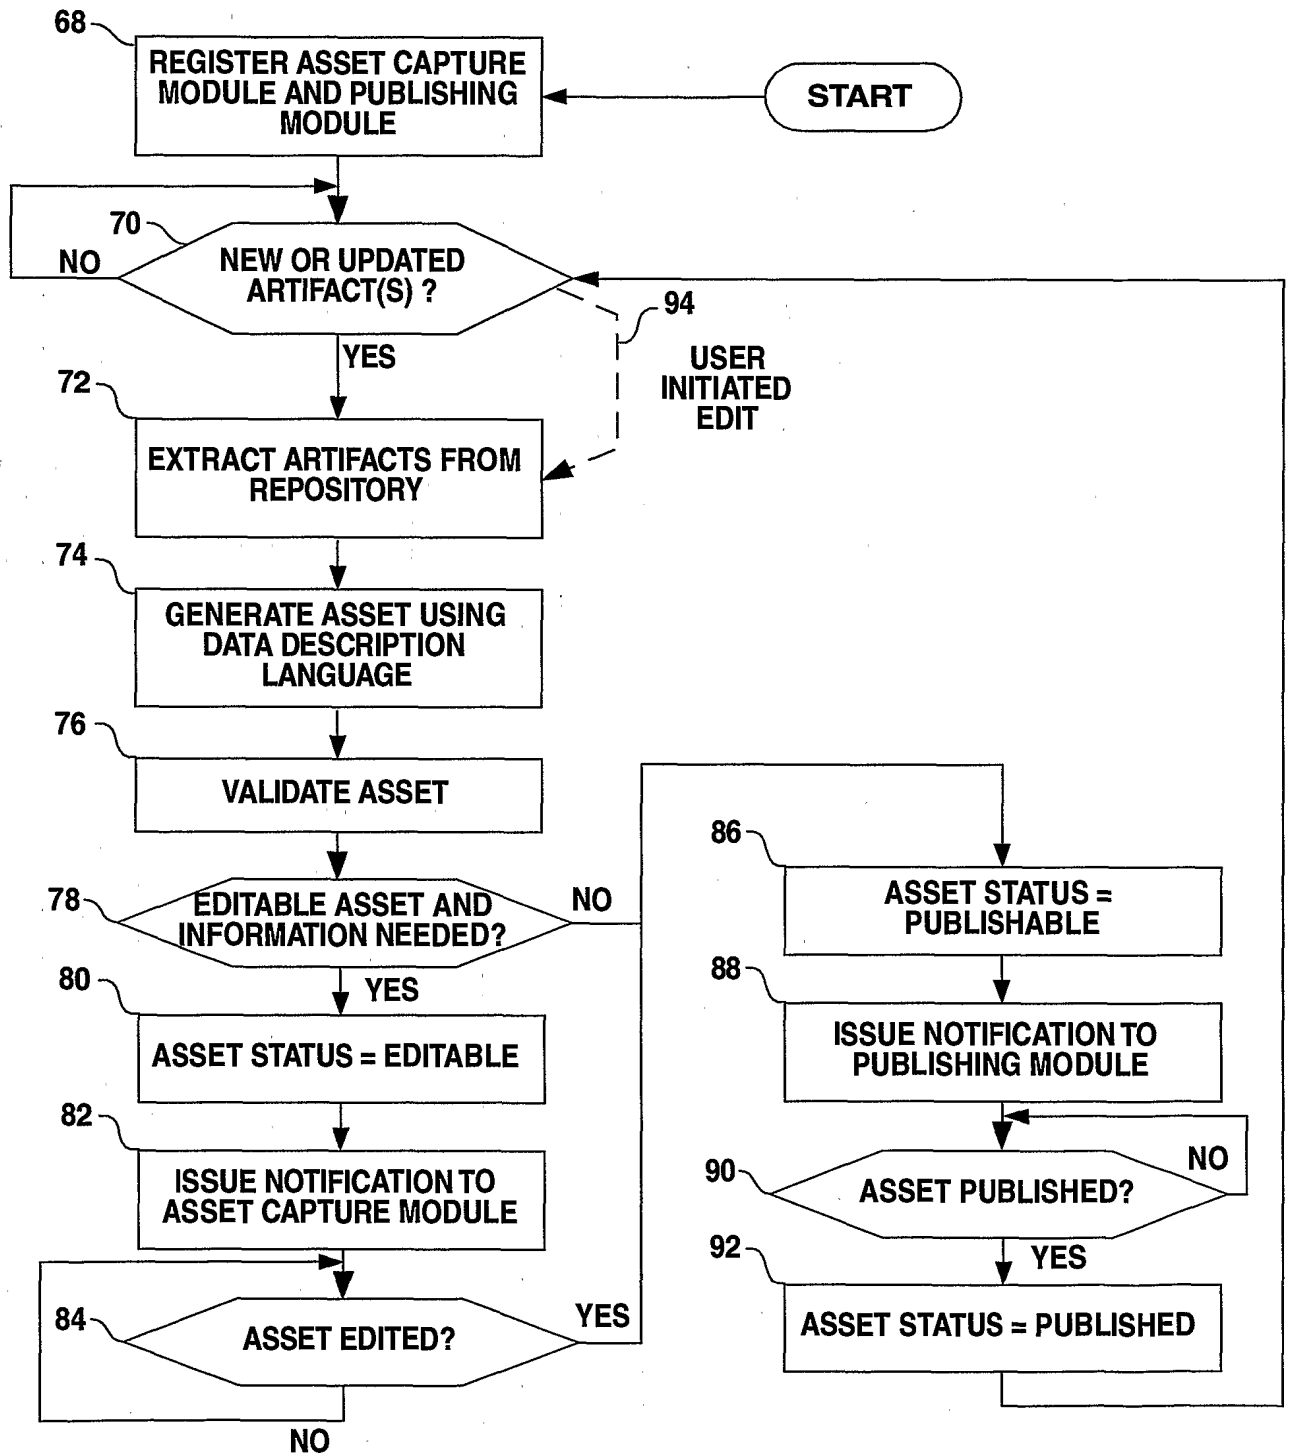 68
REGISTER ASSET CAPTURE
MODULE AND PUBLISHING
MODULE
START
70
NO
NEW OR UPDATED
ARTIFACT(S) ?
94
YES
USER
INITIATED
EDIT
72
EXTRACT ARTIFACTS FROM
REPOSITORY
74
GENERATE ASSET USING
DATA DESCRIPTION
LANGUAGE
76
VALIDATE ASSET
78
EDITABLE ASSET AND
INFORMATION NEEDED?
NO
YES
80
ASSET STATUS = EDITABLE
82
ISSUE NOTIFICATION TO
ASSET CAPTURE MODULE
84
ASSET EDITED?
YES
NO
86
ASSET STATUS =
PUBLISHABLE
88
ISSUE NOTIFICATION TO
PUBLISHING MODULE
90
ASSET PUBLISHED?
NO
YES
92
ASSET STATUS = PUBLISHED